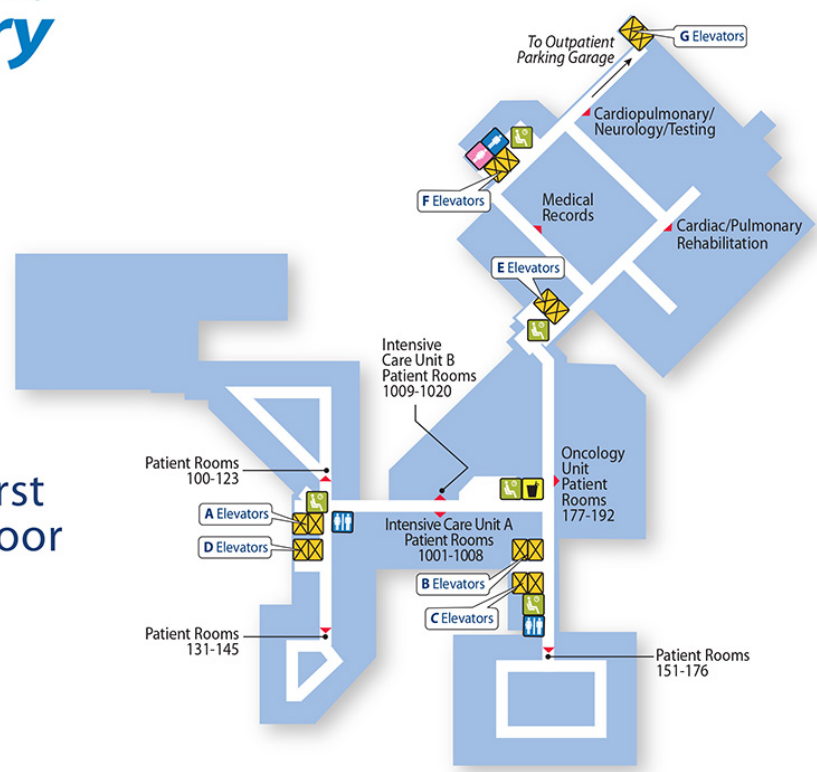 ry
To Outpatient
Parking Garage
G Elevators
Cardiopulmonary/
Neurology/Testing
F Elevators
Medical
Records
Cardiac/Pulmonary
Rehabilitation
E Elevators
Intensive
Care Unit B
Patient Rooms
1009-1020
Patient Rooms
100-123
Oncology
Unit
Patient
Rooms
177-192
rst
oor
A Elevators
D Elevators
Intensive Care Unit A
Patient Rooms
1001-1008
B Elevators
C Elevators
Patient Rooms
131-145
Patient Rooms
151-176